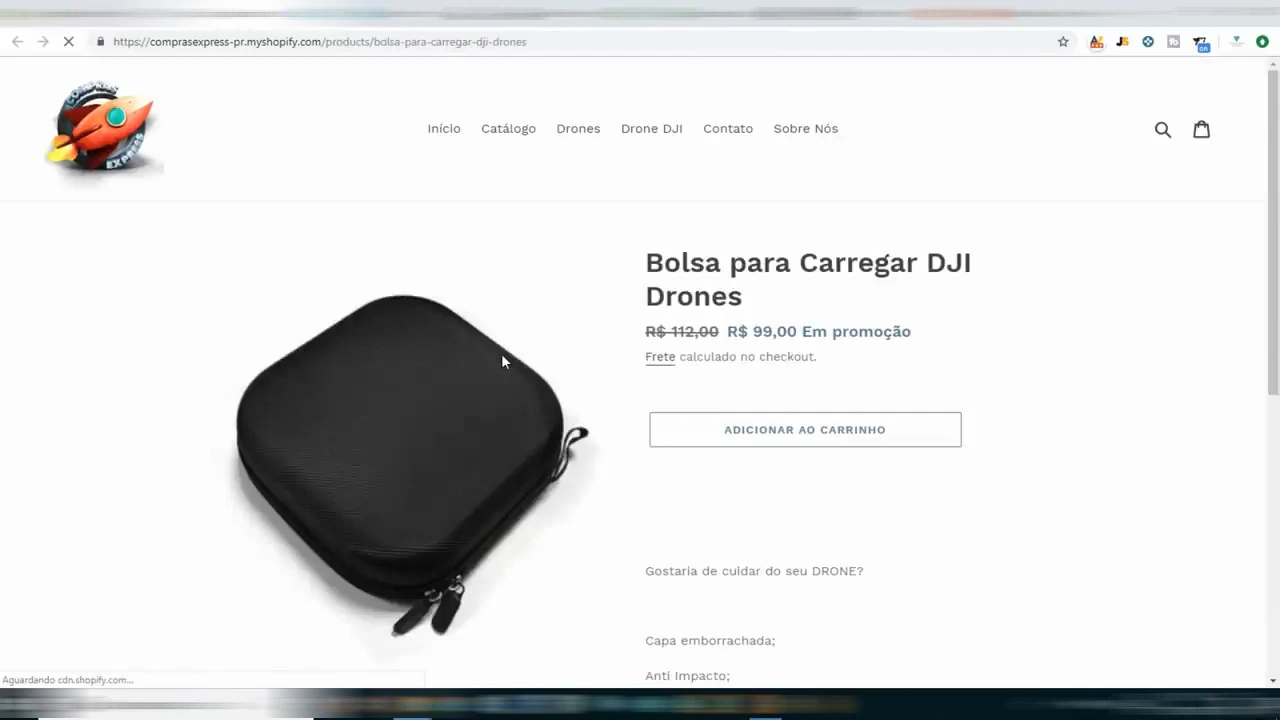 https://comprasexpress-pr.myshopify.com/products/bolsa-para-carregar-dji-drones
EXPRESS
Início Catálogo Drones Drone DJI Contato Sobre Nós
Bolsa para Carregar DJI
Drones
R$ 112,00 R$ 99,00 Em promoção
Frete calculado no checkout.
ADICIONAR AO CARRINHO
Gostaria de cuidar do seu DRONE?
Capa emborrachada;
Anti Impacto;
Aguardando cdn.shopify.com...